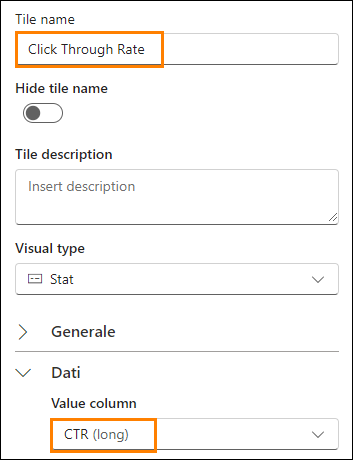 Tile name
Click Through Rate
Hide tile name
Tile description
Insert description
Visual type
Stat
Generale
Dati
Value column
CTR (long)